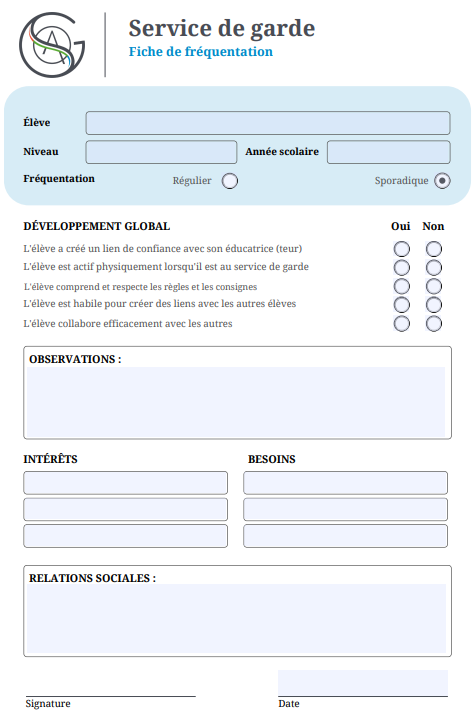 Service de garde
Fiche de fréquentation
Élève
Niveau Année scolaire
Fréquentation Régulier Sporadique
DÉVELOPPEMENT GLOBAL Oui Non
L'élève a créé un lien de confiance avec son éducatrice (teur)
L'élève est actif physiquement lorsqu'il est au service de garde
L'élève comprend et respecte les règles et les consignes
L'élève est habile pour créer des liens avec les autres élèves
L'élève collabore efficacement avec les autres
OBSERVATIONS :
INTÉRÊTS BESOINS
RELATIONS SOCIALES :
Signature Date